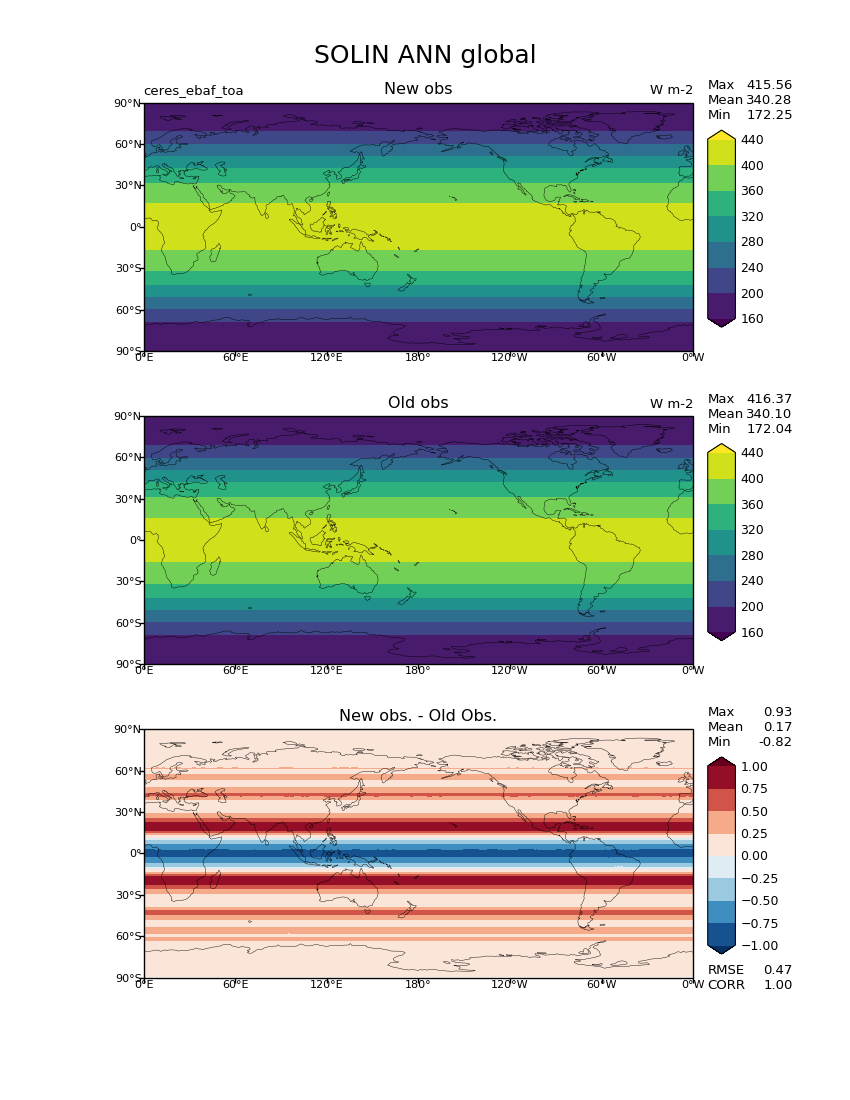 SOLIN ANN global
ceres_ebaf_toa New obs W m-2
Max 415.56
Mean 340.28
Min 172.25
90°N
60°N
30°N
0°
30°S
60°S
90°S
0°E 60°E 120°E 180° 120°W 60°W 0°W
440
400
360
320
280
240
200
160
Old obs W m-2
Max 416.37
Mean 340.10
Min 172.04
90°N
60°N
30°N
0°
30°S
60°S
90°S
0°E 60°E 120°E 180° 120°W 60°W 0°W
440
400
360
320
280
240
200
160
New obs. - Old Obs.
Max 0.93
Mean 0.17
Min -0.82
90°N
60°N
30°N
0°
30°S
60°S
90°S
0°E 60°E 120°E 180° 120°W 60°W 0°W
1.00
0.75
0.50
0.25
0.00
−0.25
−0.50
−0.75
−1.00
RMSE 0.47
CORR 1.00